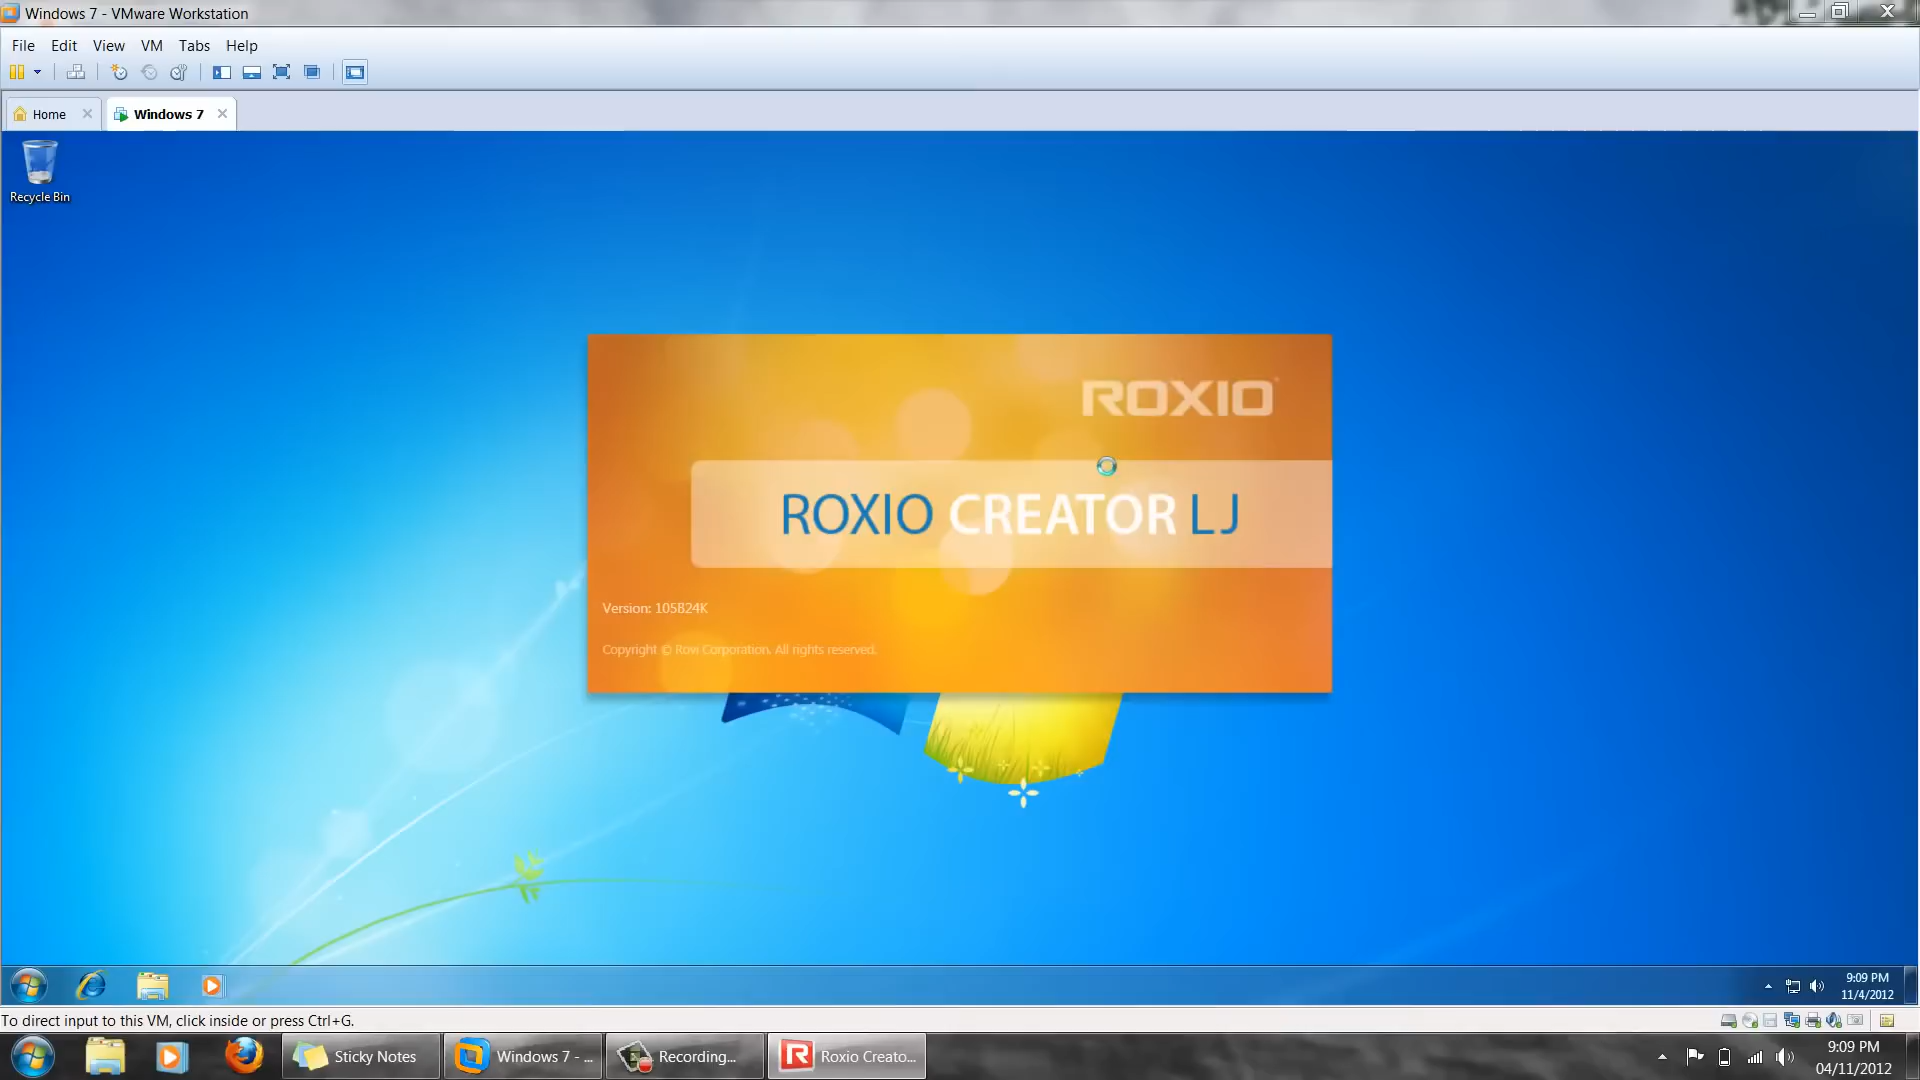 Windows 7 - VMware Workstation
File Edit View VM Tabs Help
Home
Windows 7
Recycle Bin
ROXIO
ROXIO CREATOR LJ
Version: 105B24K
Copyright © Rovi Corporation. All rights reserved.
9:09 PM
11/4/2012
To direct input to this VM, click inside or press Ctrl+G.
Sticky Notes
Windows 7 - ...
Recording...
Roxio Creato...
9:09 PM
04/11/2012